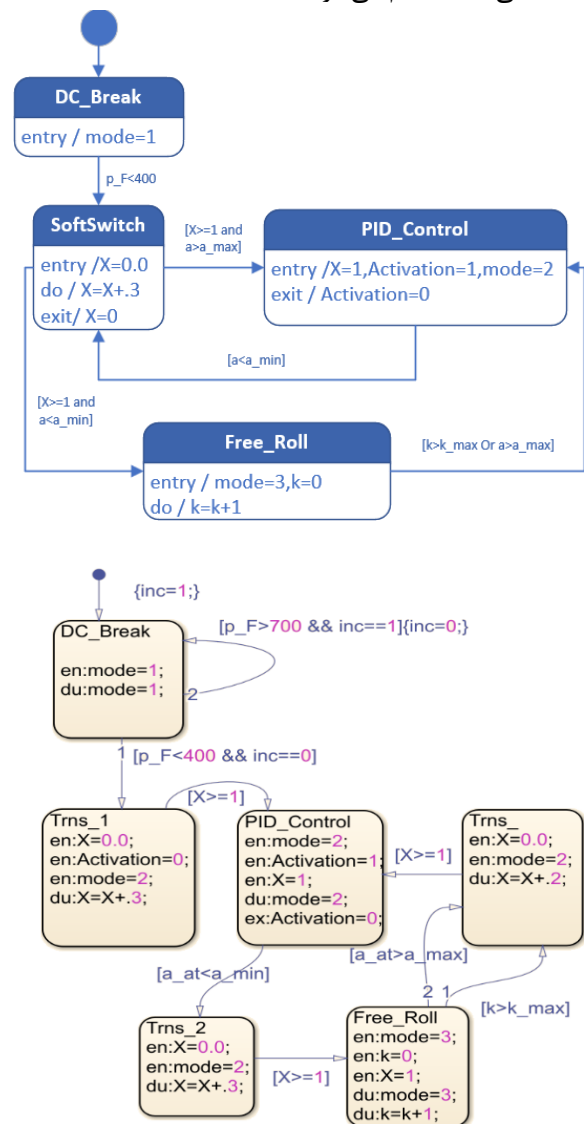 DC_Break
entry / mode=1
p_F<400
SoftSwitch
entry /X=0.0
do / X=X+.3
exit/ X=0
[X>=1 and
a>a_max]
PID_Control
entry /X=1,Activation=1,mode=2
exit / Activation=0
[a<a_min]
[X>=1 and
a<a_min]
Free_Roll
entry / mode=3,k=0
do / k=k+1
[k>k_max Or a>a_max]
{inc=1;}
DC_Break
en:mode=1;
du:mode=1;
[p_F>700 && inc==1]{inc=0;}
2
1
[p_F<400 && inc==0]
Trns_1
en:X=0.0;
en:Activation=0;
en:mode=2;
du:X=X+.3;
[X>=1]
PID_Control
en:mode=2;
en:Activation=1;
en:X=1;
du:mode=2;
ex:Activation=0;
[X>=1]
Trns_
en:X=0.0;
en:mode=2;
du:X=X+.2;
[a_at<a_min]
[a_at>a_max]
2
1
[k>k_max]
Trns_2
en:X=0.0;
en:mode=2;
du:X=X+.3;
[X>=1]
Free_Roll
en:mode=3;
en:k=0;
en:X=1;
du:mode=3;
du:k=k+1;